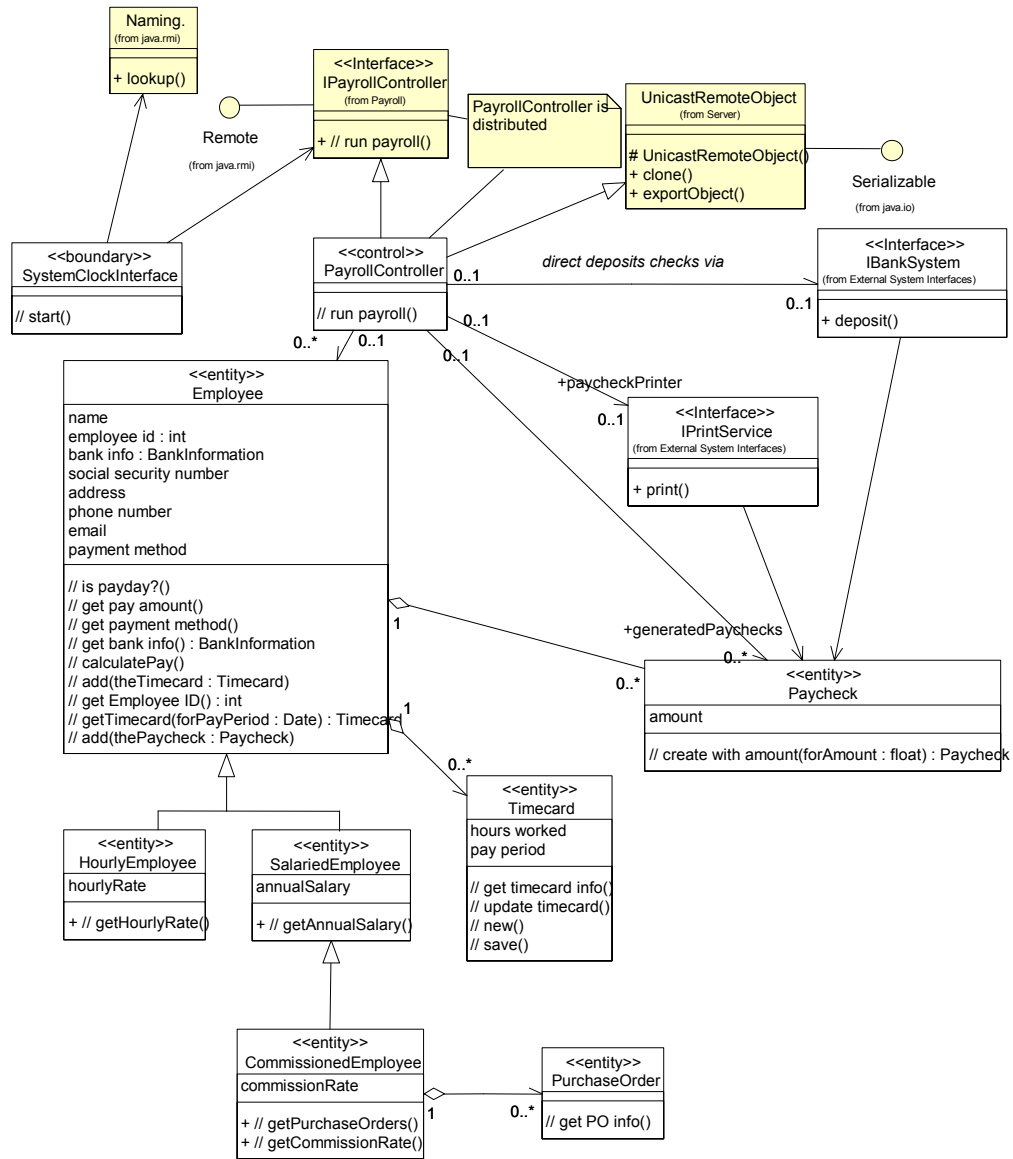 Naming.
(from java.rmi)
+ lookup()
<<Interface>>
IPayrollController
(from Payroll)
+ // run payroll()
Remote
(from java.rmi)
PayrollController is
distributed
UnicastRemoteObject
(from Server)
# UnicastRemoteObject()
+ clone()
+ exportObject()
Serializable
(from java.io)
<<boundary>>
SystemClockInterface
// start()
<<control>>
PayrollController
// run payroll()
0..1
direct deposits checks via
0..1
<<Interface>>
IBankSystem
(from External System Interfaces)
+ deposit()
0..1
0..*
0..1
0..1
+paycheckPrinter
0..1
<<Interface>>
IPrintService
(from External System Interfaces)
+ print()
<<entity>>
Employee
name
employee id : int
bank info : BankInformation
social security number
address
phone number
email
payment method
// is payday?()
// get pay amount()
// get payment method()
// get bank info() : BankInformation
// calculatePay()
// add(theTimecard : Timecard)
// get Employee ID() : int
// getTimecard(forPayPeriod : Date) : Timecard
// add(thePaycheck : Paycheck)
1
+generatedPaychecks
0..*
0..*
<<entity>>
Paycheck
amount
// create with amount(forAmount : float) : Paycheck
1
0..*
<<entity>>
Timecard
hours worked
pay period
// get timecard info()
// update timecard()
// new()
// save()
<<entity>>
HourlyEmployee
hourlyRate
+ // getHourlyRate()
<<entity>>
SalariedEmployee
annualSalary
+ // getAnnualSalary()
<<entity>>
CommissionedEmployee
commissionRate
+ // getPurchaseOrders()
+ // getCommissionRate()
1
0..*
<<entity>>
PurchaseOrder
// get PO info()